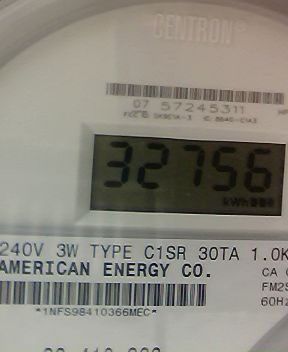 CENTRON®
07 57245311
32756
kWh
240V 3W TYPE C1SR 30TA 1.0K
AMERICAN ENERGY CO.
CA
FM2S
60Hz
*1NFS98410366MEC*